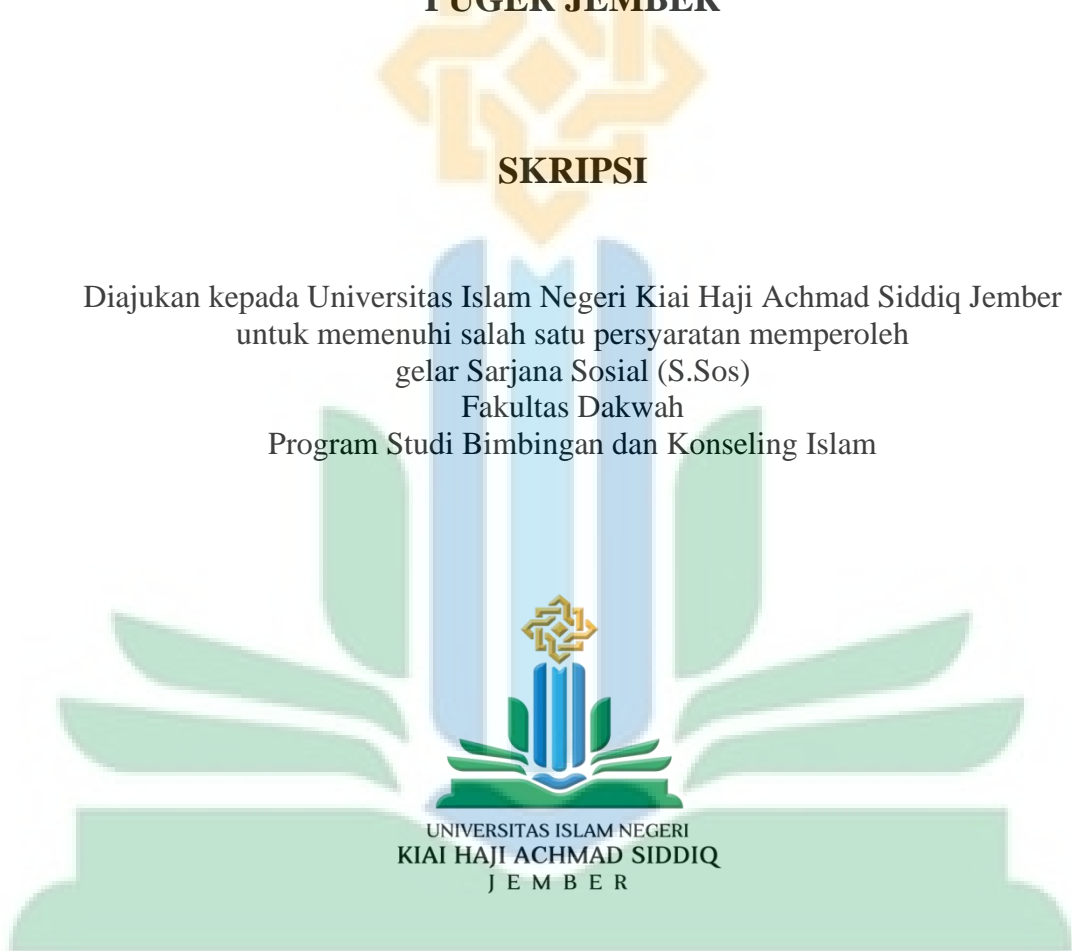 PUGER JEMBER
SKRIPSI
Diajukan kepada Universitas Islam Negeri Kiai Haji Achmad Siddiq Jember
untuk memenuhi salah satu persyaratan memperoleh
gelar Sarjana Sosial (S.Sos)
Fakultas Dakwah
Program Studi Bimbingan dan Konseling Islam
UNIVERSITAS ISLAM NEGERI
KIAI HAJI ACHMAD SIDDIQ
J E M B E R